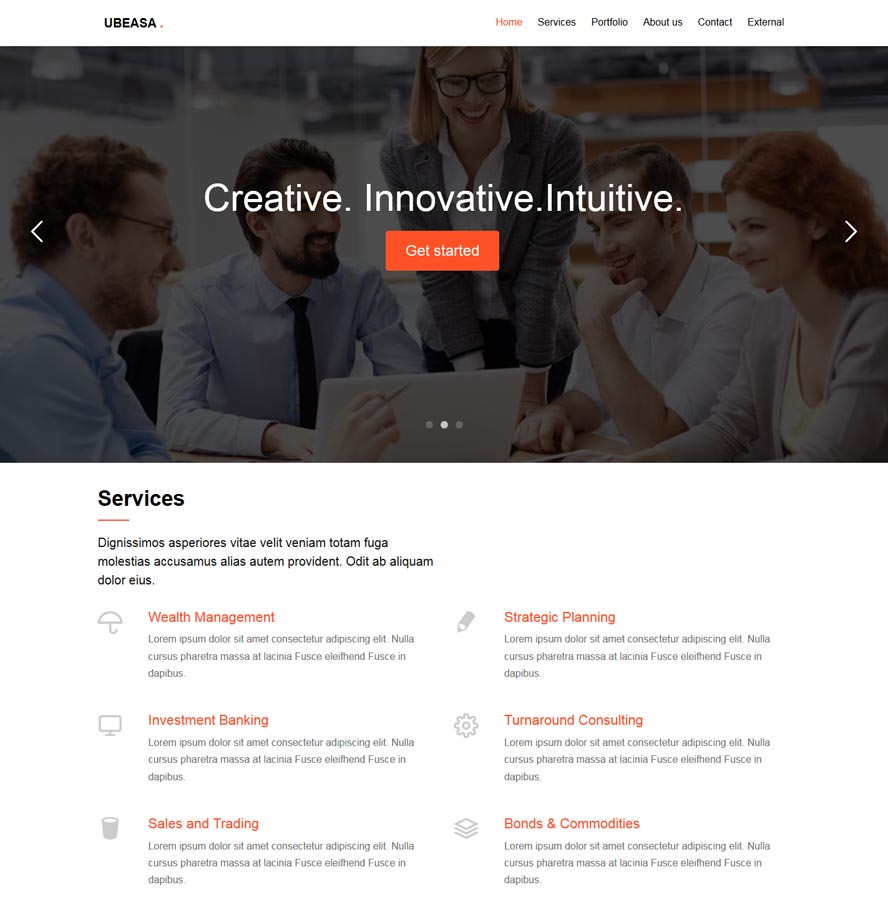 UBEASA .
Home Services Portfolio About us Contact External
Creative. Innovative.Intuitive.
Get started
Services
Dignissimos asperiores vitae velit veniam totam fuga
molestias accusamus alias autem provident. Odit ab aliquam
dolor eius.
Wealth Management
Lorem ipsum dolor sit amet consectetur adipiscing elit. Nulla
cursus pharetra massa at lacinia Fusce eleifhend Fusce in
dapibus.
Strategic Planning
Lorem ipsum dolor sit amet consectetur adipiscing elit. Nulla
cursus pharetra massa at lacinia Fusce eleifhend Fusce in
dapibus.
Investment Banking
Lorem ipsum dolor sit amet consectetur adipiscing elit. Nulla
cursus pharetra massa at lacinia Fusce eleifhend Fusce in
dapibus.
Turnaround Consulting
Lorem ipsum dolor sit amet consectetur adipiscing elit. Nulla
cursus pharetra massa at lacinia Fusce eleifhend Fusce in
dapibus.
Sales and Trading
Lorem ipsum dolor sit amet consectetur adipiscing elit. Nulla
cursus pharetra massa at lacinia Fusce eleifhend Fusce in
dapibus.
Bonds & Commodities
Lorem ipsum dolor sit amet consectetur adipiscing elit. Nulla
cursus pharetra massa at lacinia Fusce eleifhend Fusce in
dapibus.